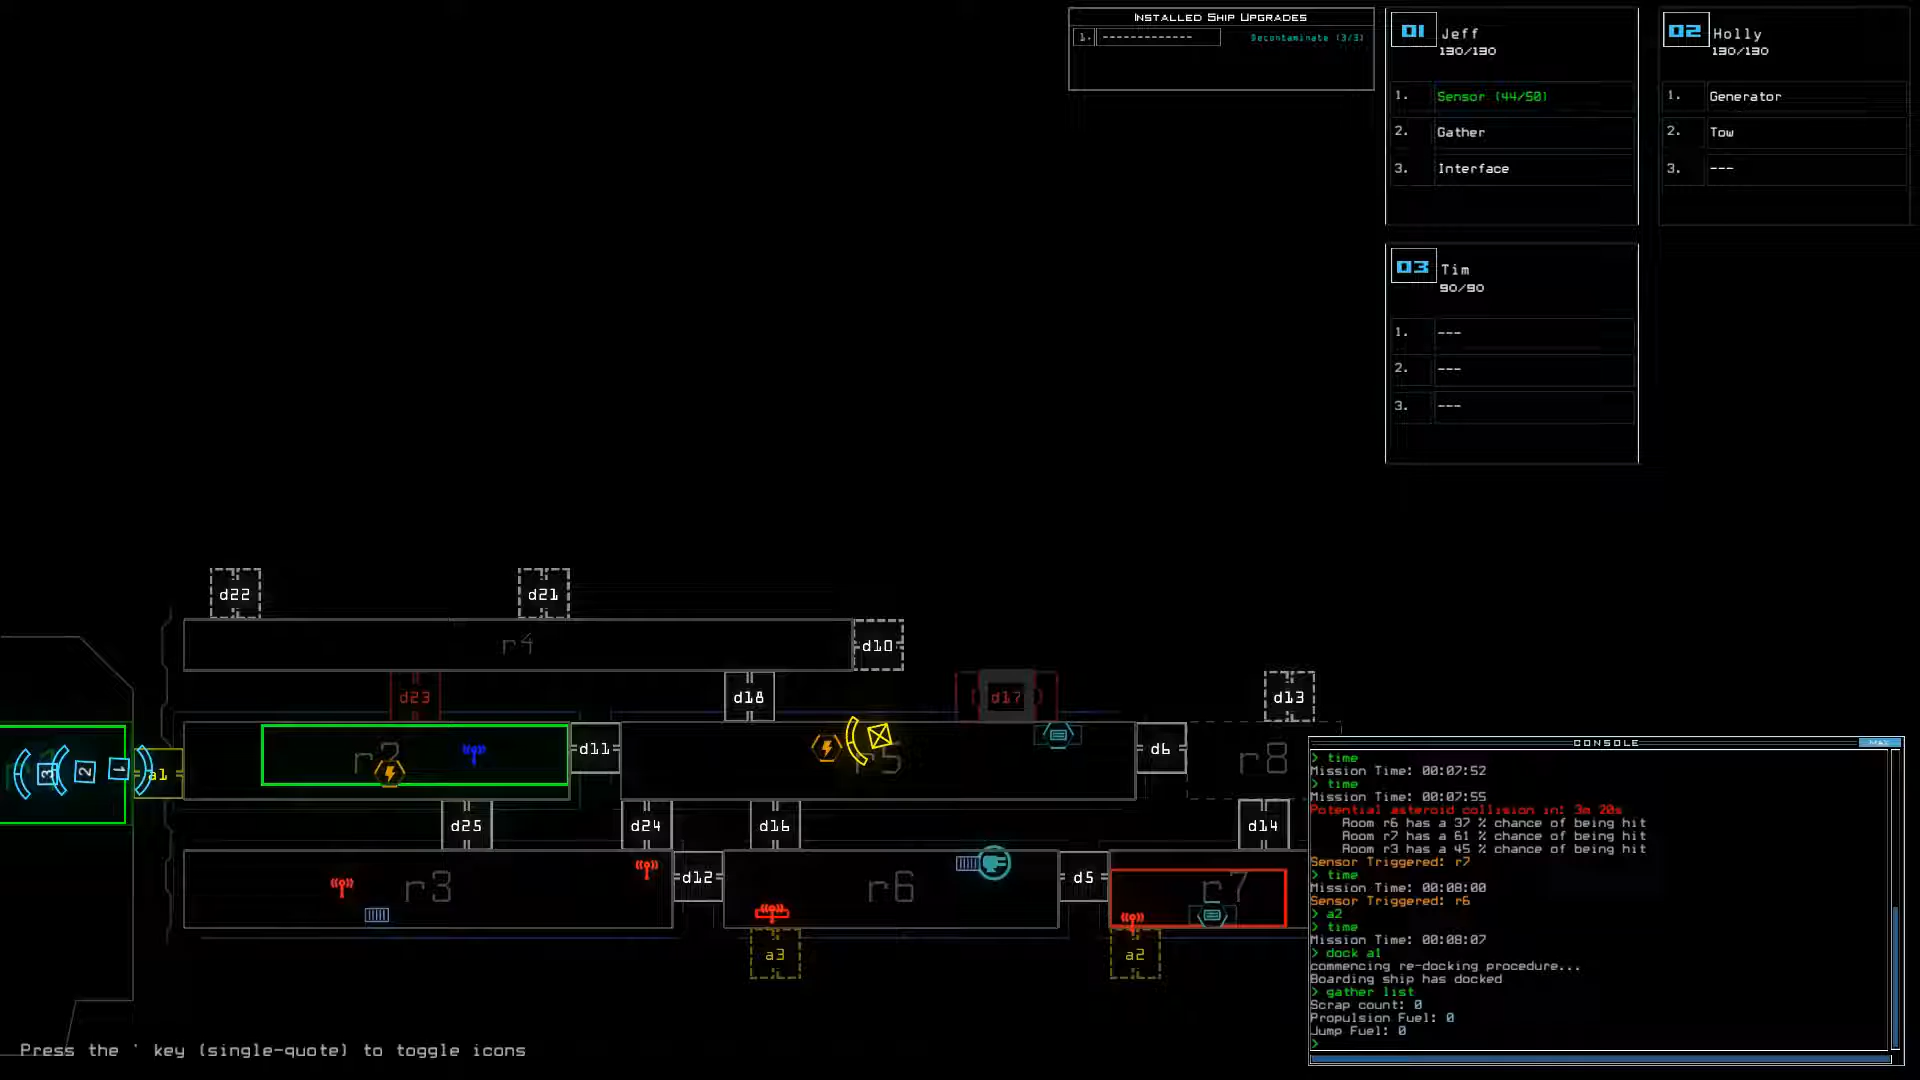 Installed Ship Upgrades
1. -------------- Decontaminate (3/3)
01 Jeff
130/130
1. Sensor (44/50)
2. Gather
3. Interface
02 Holly
130/130
1. Generator
2. Tow
3. ---
03 Tim
90/90
1. ---
2. ---
3. ---
d22
d21
r4
d10
d23
d18
d17
d13
3
2
1
a1
r2
d11
r5
d6
r8
d25
d24
d16
d14
r3
d12
r6
d5
r7
a3
a2
Press the ' key (single-quote) to toggle icons
CONSOLE
MAX
> time
Mission Time: 00:07:52
> time
Mission Time: 00:07:55
Potential asteroid collision in: 3m 20s
Room r6 has a 37 % chance of being hit
Room r7 has a 61 % chance of being hit
Room r3 has a 45 % chance of being hit
Sensor Triggered: r7
> time
Mission Time: 00:08:00
Sensor Triggered: r6
> a2
> time
Mission Time: 00:08:07
> dock a1
commencing re-docking procedure...
Boarding ship has docked
> gather list
Scrap count: 0
Propulsion Fuel: 0
Jump Fuel: 0
>